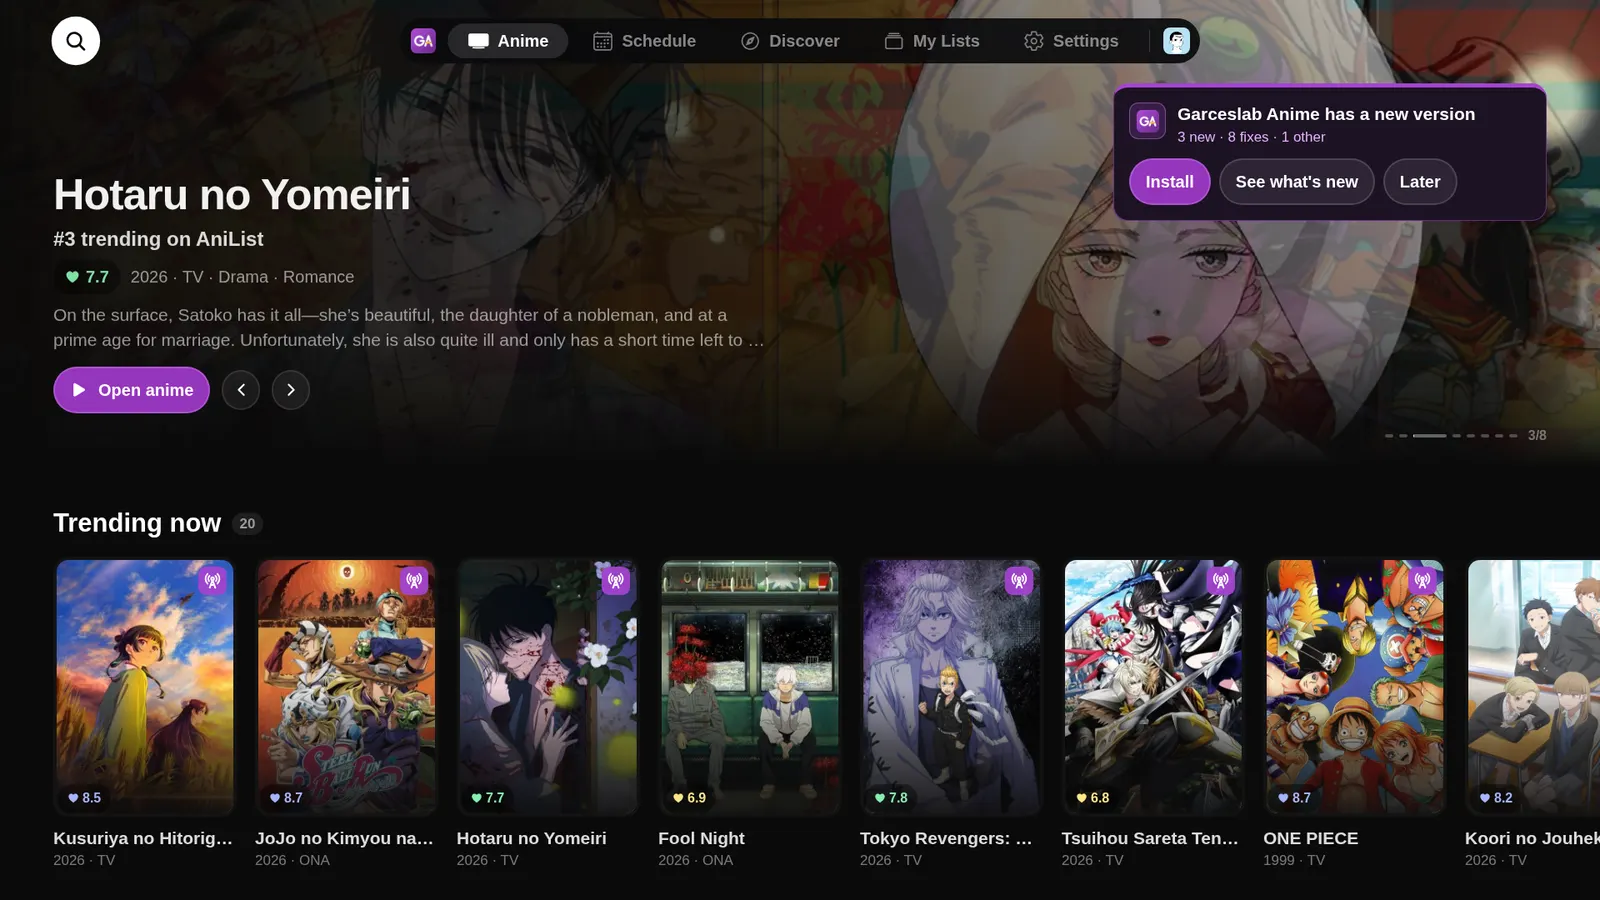 GA
Anime
Schedule
Discover
My Lists
Settings
GA
Garceslab Anime has a new version
3 new · 8 fixes · 1 other
Install
See what's new
Later
Hotaru no Yomeiri
#3 trending on AniList
7.7
2026 · TV · Drama · Romance
On the surface, Satoko has it all—she’s beautiful, the daughter of a nobleman, and at a
prime age for marriage. Unfortunately, she is also quite ill and only has a short time left to …
Open anime
3/8
Trending now 20
STEEL BALL RUN
8.5
8.7
7.7
6.9
7.8
6.8
8.7
8.2
Kusuriya no Hitorig…
JoJo no Kimyou na…
Hotaru no Yomeiri
Fool Night
Tokyo Revengers: …
Tsuihou Sareta Ten…
ONE PIECE
Koori no Jouhek
2026 · TV
2026 · ONA
2026 · TV
2026 · ONA
2026 · TV
2026 · TV
1999 · TV
2026 · TV